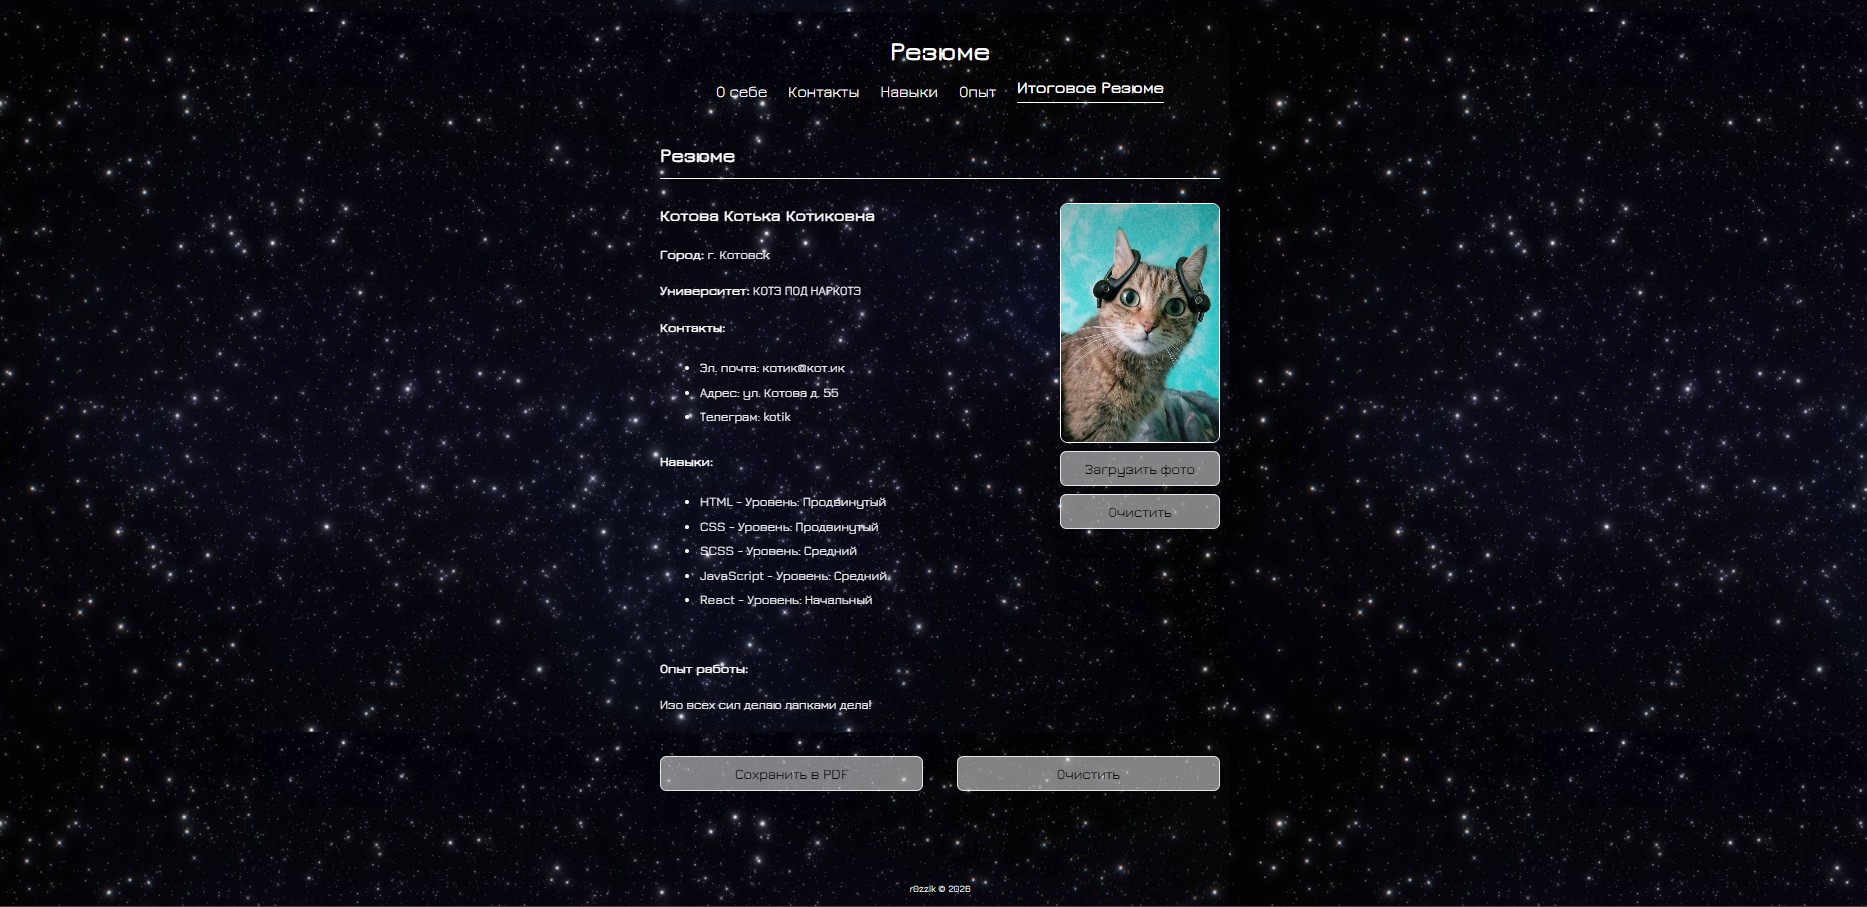 Резюме
О себе Контакты Навыки Опыт Итоговое Резюме
Резюме
Котова Котька Котиковна
Город: г. Котовск
Университет: КОТЭ ПОД НАРКОТЭ
Контакты:
Эл. почта: котик@кот.ик
Адрес: ул. Котова д. 55
Телеграм: kotik
Загрузить фото
Очистить
Навыки:
HTML - Уровень: Продвинутый
CSS - Уровень: Продвинутый
SCSS - Уровень: Средний
JavaScript - Уровень: Средний
React - Уровень: Начальный
Опыт работы:
Изо всех сил делаю лапками дела!
Сохранить в PDF Очистить
r0zzik © 2026